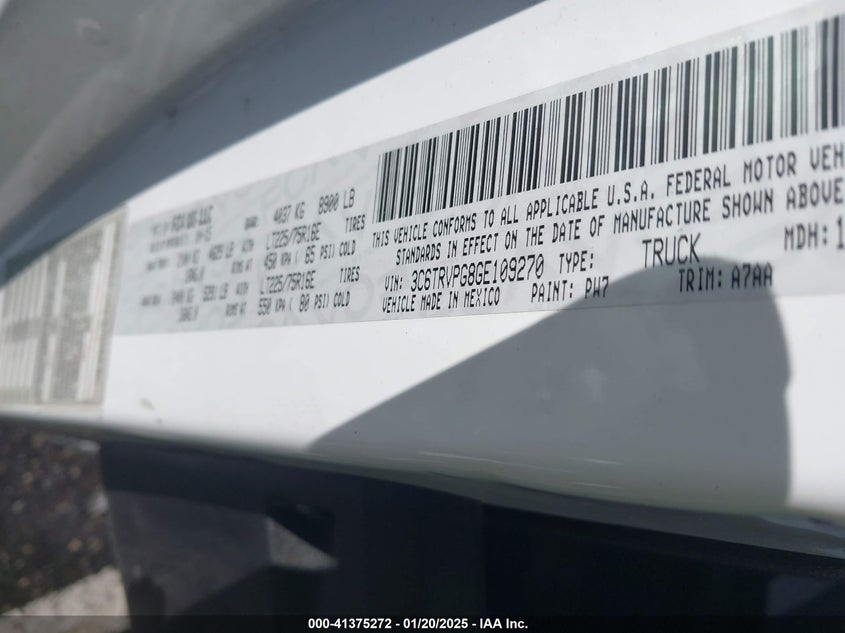 FCA US LLC
4037 KG 8900 LB
TIRES
LT225/75R16E
450 KPA ( 65 PSI) COLD
TIRES
LT225/75R16E
550 KPA ( 80 PSI) COLD
THIS VEHICLE CONFORMS TO ALL APPLICABLE U.S.A. FEDERAL MOTOR VEH
STANDARDS IN EFFECT ON THE DATE OF MANUFACTURE SHOWN ABOVE
VIN: 3C6TRVPG8GE109270 TYPE: TRUCK MDH: 1
VEHICLE MADE IN MEXICO PAINT: PW7 TRIM: A7AA
000-41375272 / 01/20/2025 - IAA Inc.